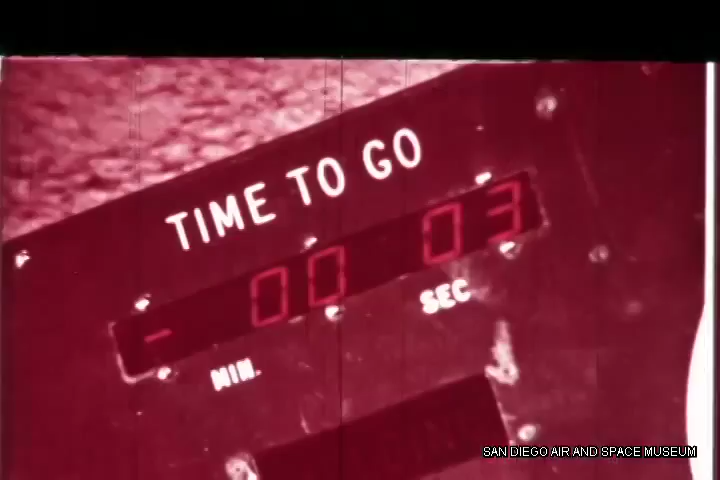 TIME TO GO
- 00 03
MIN. SEC
SAN DIEGO AIR AND SPACE MUSEUM